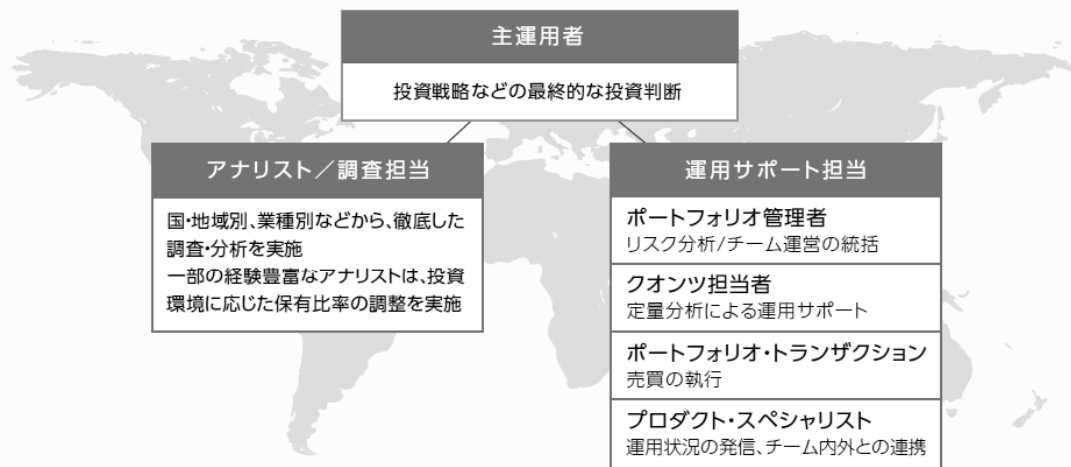 主運用者
投資戦略などの最終的な投資判断
アナリスト／調査担当
国・地域別、業種別などから、徹底した
調査・分析を実施
一部の経験豊富なアナリストは、投資
環境に応じた保有比率の調整を実施
運用サポート担当
ポートフォリオ管理者
リスク分析/チーム運営の統括
クオンツ担当者
定量分析による運用サポート
ポートフォリオ・トランザクション
売買の執行
プロダクト・スペシャリスト
運用状況の発信、チーム内外との連携